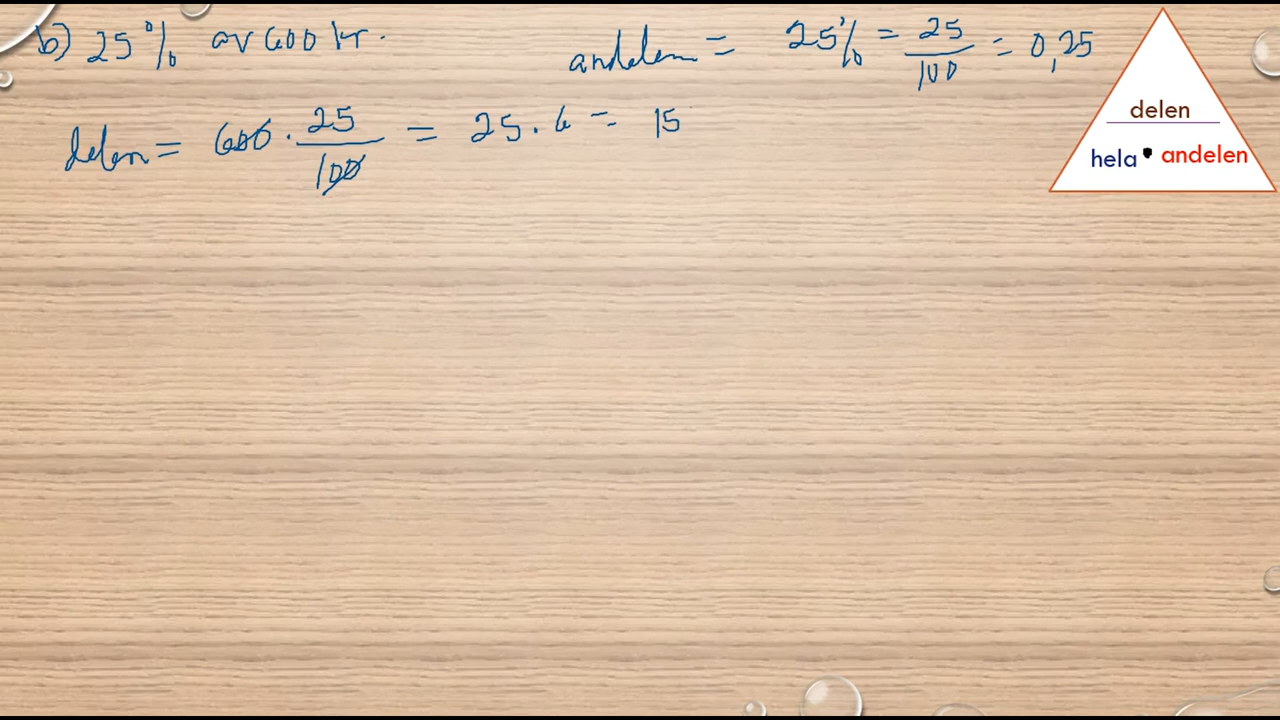 b) 25% av 600 kr.
andelen = 25% = 25/100 = 0,25
delen = 600 · 25/100 = 25 · 6 = 15
delen
hela · andelen